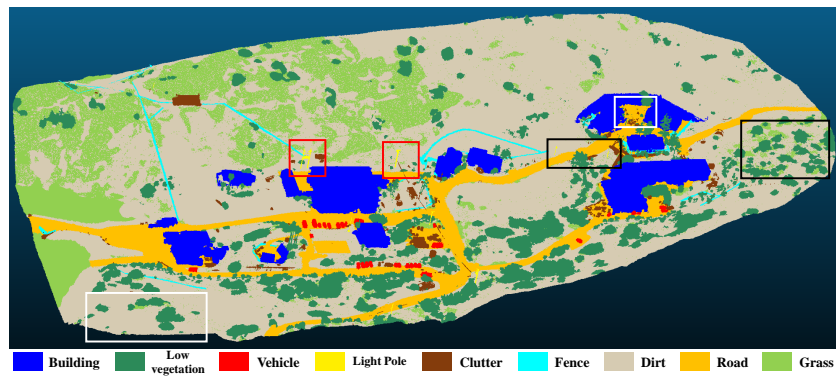 Building
Low
vegetation
Vehicle
Light Pole
Clutter
Fence
Dirt
Road
Grass